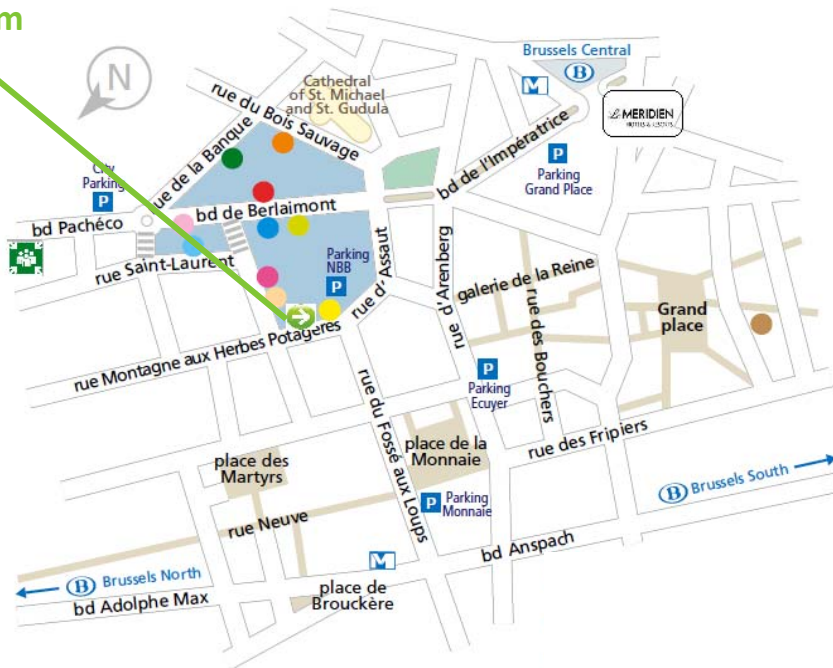 m
N
Brussels Central
B
M
Le MERIDIEN
HOTELS & RESORTS
Cathedral
of St. Michael
and St. Gudula
rue du Bois Sauvage
rue de la Banque
City
Parking
P
bd Pachéco
bd de Berlaimont
bd de l'Impératrice
P
Parking
Grand Place
rue Saint-Laurent
Parking
NBB
P
rue d'Assaut
rue d'Arenberg
galerie de la Reine
rue des Bouchers
Grand
place
rue Montagne aux Herbes Potagères
P
Parking
Ecuyer
rue du Fossé aux Loups
place de la
Monnaie
rue des Fripiers
place des
Martyrs
B Brussels South
P Parking
Monnaie
rue Neuve
bd Anspach
M
B Brussels North
place de
Brouckère
bd Adolphe Max